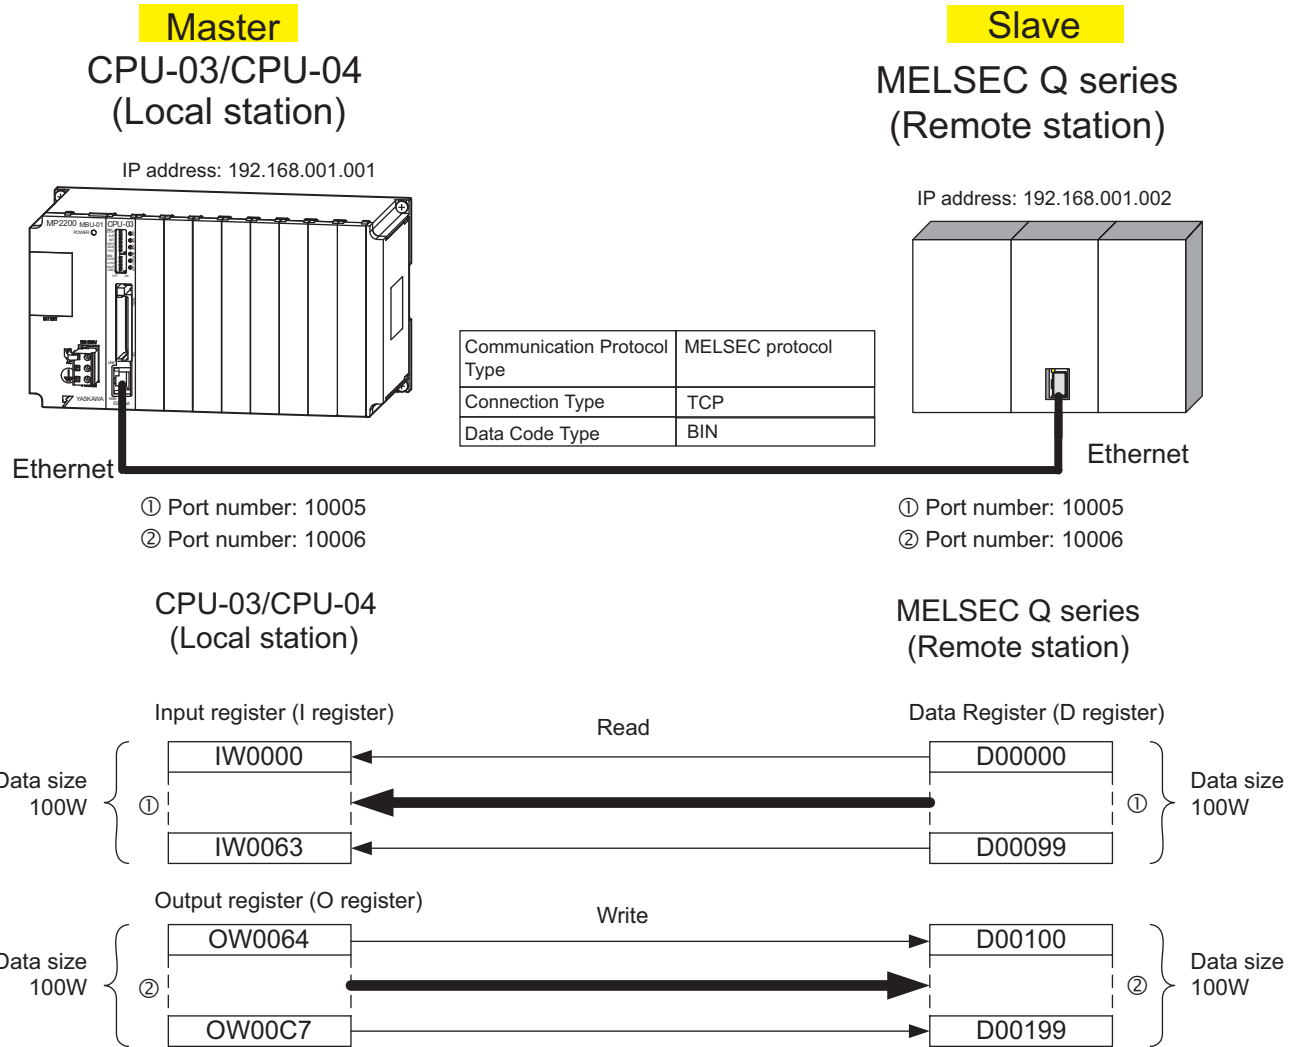 Master
Slave
CPU-03/CPU-04
(Local station)
MELSEC Q series
(Remote station)
IP address: 192.168.001.001
IP address: 192.168.001.002
MP2200 MBU-01 CPU-03
POWER
YASKAWA
Communication Protocol Type MELSEC protocol
Connection Type TCP
Data Code Type BIN
Ethernet
Ethernet
① Port number: 10005
② Port number: 10006
① Port number: 10005
② Port number: 10006
CPU-03/CPU-04
(Local station)
MELSEC Q series
(Remote station)
Input register (I register)
Read
Data Register (D register)
IW0000
D00000
Data size
100W
①
①
Data size
100W
IW0063
D00099
Output register (O register)
Write
OW0064
D00100
Data size
100W
②
②
Data size
100W
OW00C7
D00199